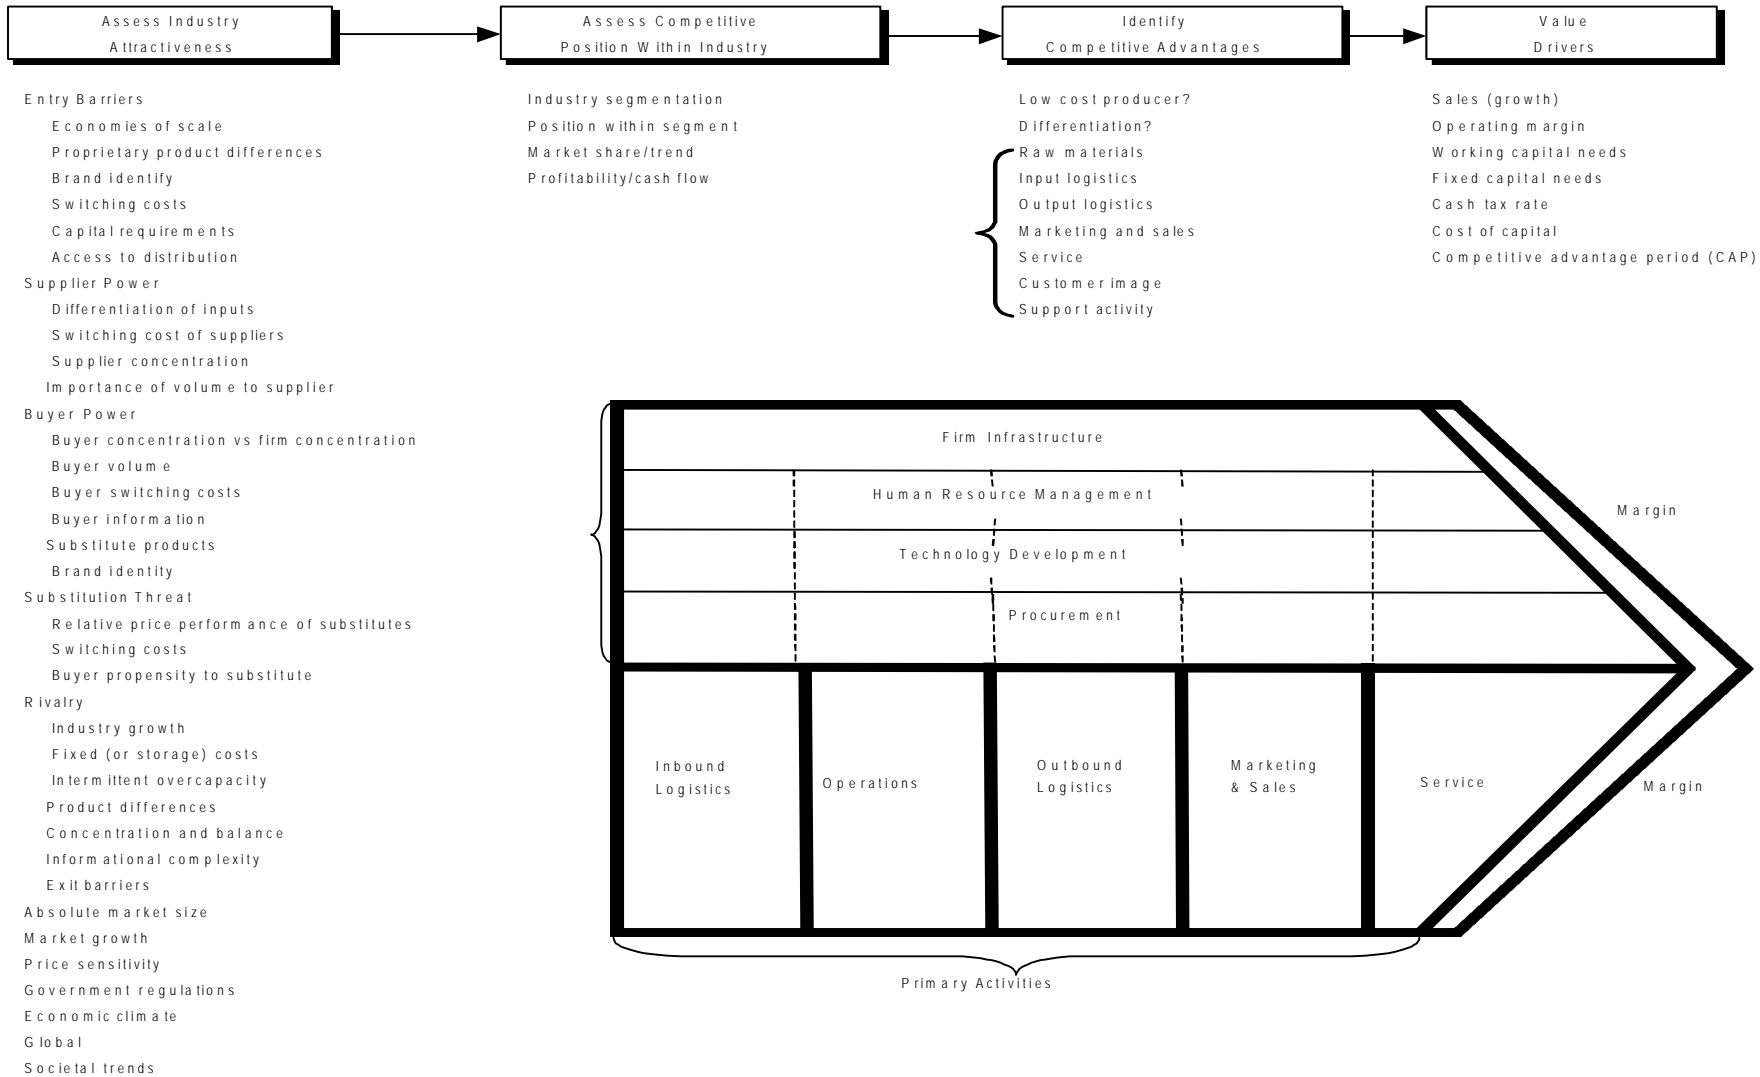 Assess Industry
Attractiveness
Assess Competitive
Position Within Industry
Identify
Competitive Advantages
Value
Drivers
Entry Barriers
Economies of scale
Proprietary product differences
Brand identify
Switching costs
Capital requirements
Access to distribution
Supplier Power
Differentiation of inputs
Switching cost of suppliers
Supplier concentration
Importance of volume to supplier
Buyer Power
Buyer concentration vs firm concentration
Buyer volume
Buyer switching costs
Buyer information
Substitute products
Brand identity
Substitution Threat
Relative price performance of substitutes
Switching costs
Buyer propensity to substitute
Rivalry
Industry growth
Fixed (or storage) costs
Intermittent overcapacity
Product differences
Concentration and balance
Informational complexity
Exit barriers
Absolute market size
Market growth
Price sensitivity
Government regulations
Economic climate
Global
Societal trends
Industry segmentation
Position within segment
Market share/trend
Profitability/cash flow
Low cost producer?
Differentiation?
Raw materials
Input logistics
Output logistics
Marketing and sales
Service
Customer image
Support activity
Sales (growth)
Operating margin
Working capital needs
Fixed capital needs
Cash tax rate
Cost of capital
Competitive advantage period (CAP)
Firm Infrastructure
Human Resource Management
Technology Development
Procurement
Margin
Inbound
Logistics
Operations
Outbound
Logistics
Marketing
& Sales
Service
Margin
Primary Activities